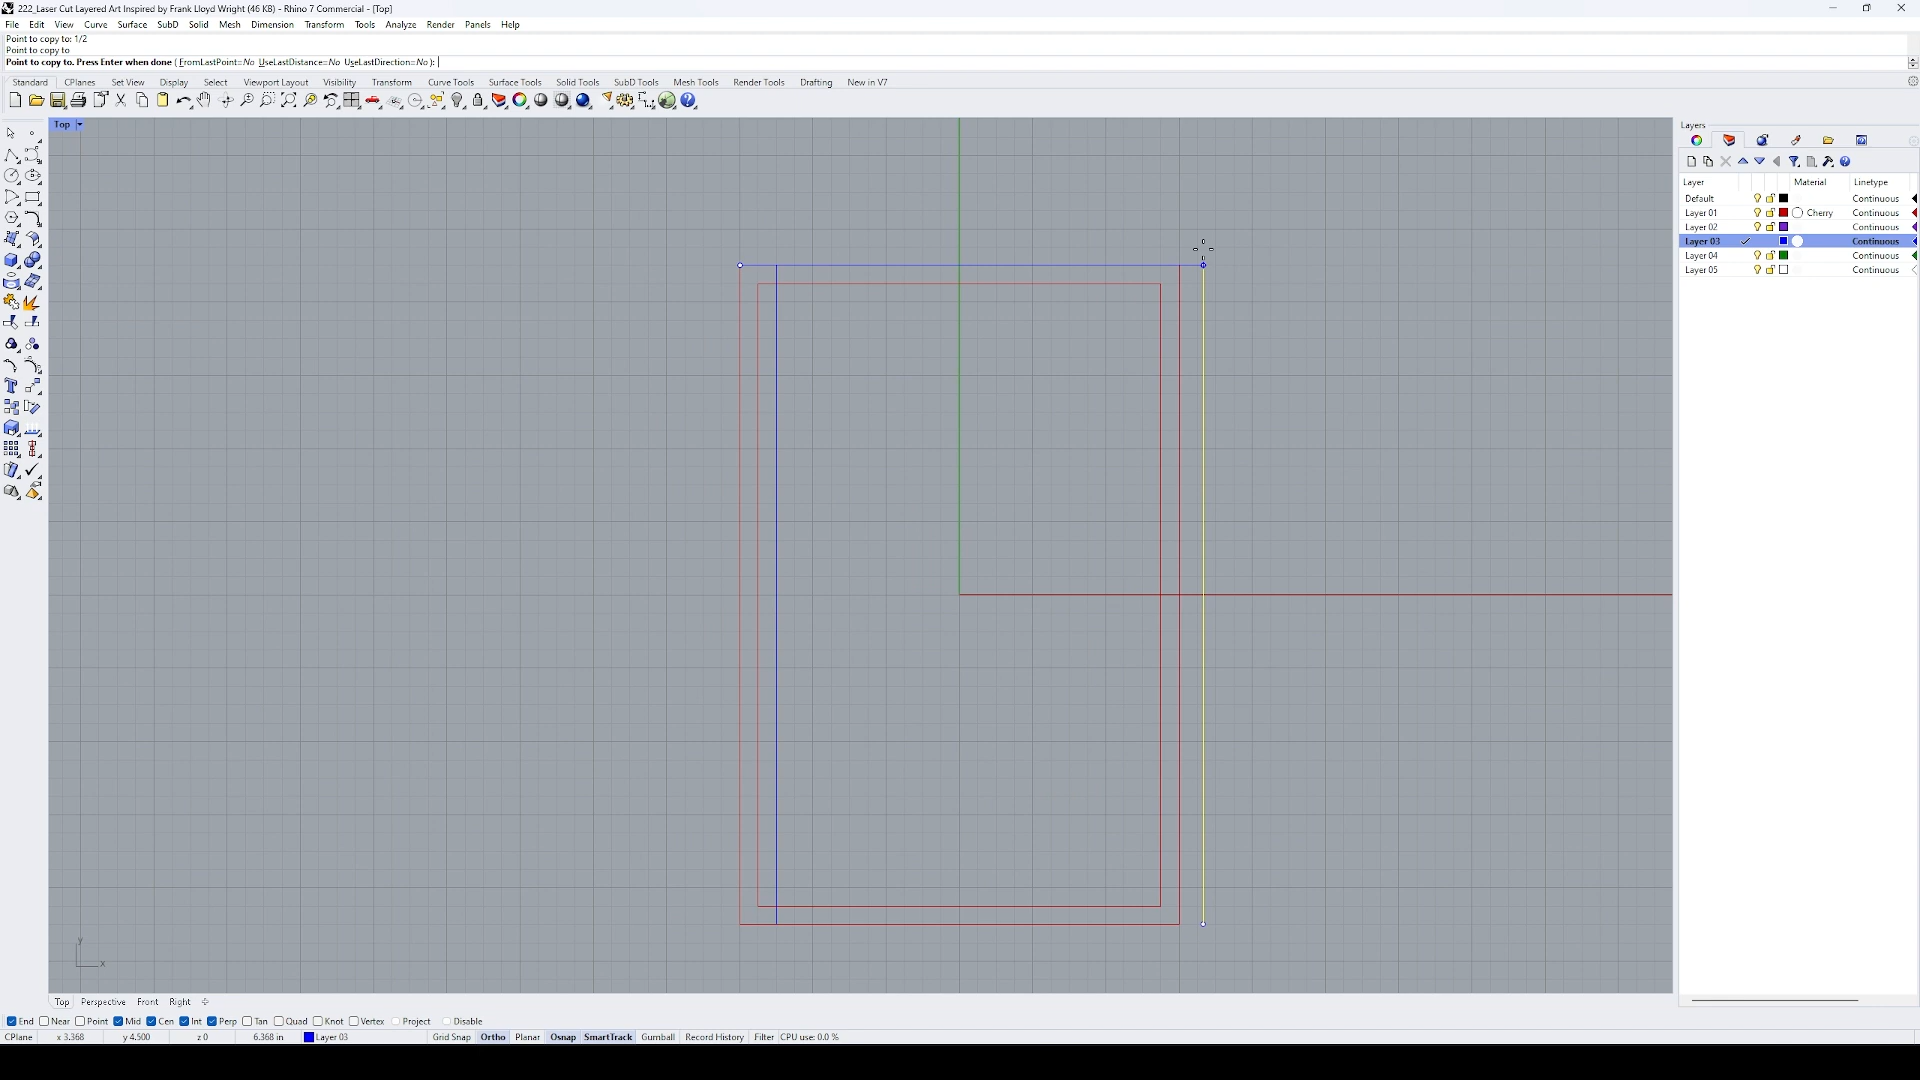 222_Laser Cut Layered Art Inspired by Frank Lloyd Wright (46 KB) - Rhino 7 Commercial - [Top]
File Edit View Curve Surface SubD Solid Mesh Dimension Transform Tools Analyze Render Panels Help
Point to copy to: 1/2
Point to copy to
Point to copy to. Press Enter when done ( FromLastPoint=No UseLastDistance=No UseLastDirection=No ):
Standard CPlanes Set View Display Select Viewport Layout Visibility Transform Curve Tools Surface Tools Solid Tools SubD Tools Mesh Tools Render Tools Drafting New in V7
Top
Layers
Layer Material Linetype
Default Continuous
Layer 01 Cherry Continuous
Layer 02 Continuous
Layer 03 Continuous
Layer 04 Continuous
Layer 05 Continuous
y
x
Top Perspective Front Right
End Near Point Mid Cen Int Perp Tan Quad Knot Vertex Project Disable
CPlane x 3.368 y 4.500 z 0 6.368 in Layer 03 Grid Snap Ortho Planar Osnap SmartTrack Gumball Record History Filter CPU use: 0.0 %